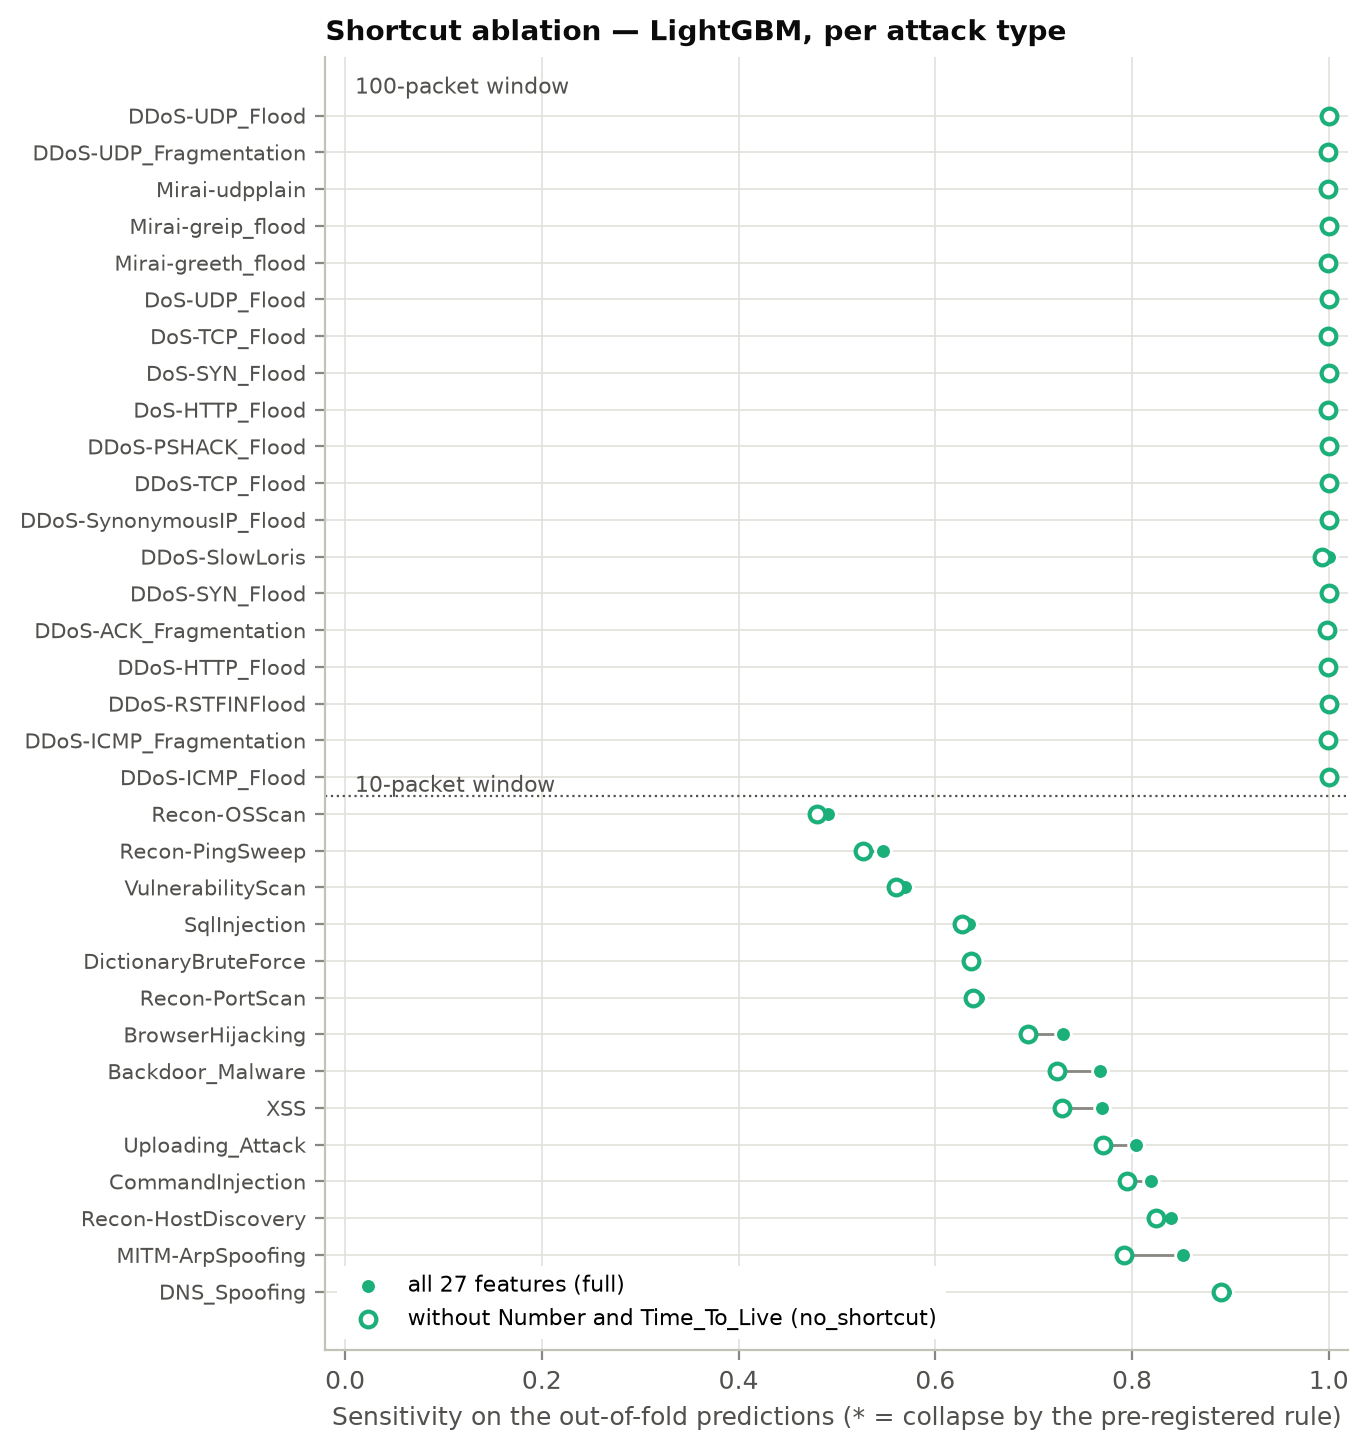 Shortcut ablation — LightGBM, per attack type
100-packet window
DDoS-UDP_Flood
DDoS-UDP_Fragmentation
Mirai-udpplain
Mirai-greip_flood
Mirai-greeth_flood
DoS-UDP_Flood
DoS-TCP_Flood
DoS-SYN_Flood
DoS-HTTP_Flood
DDoS-PSHACK_Flood
DDoS-TCP_Flood
DDoS-SynonymousIP_Flood
DDoS-SlowLoris
DDoS-SYN_Flood
DDoS-ACK_Fragmentation
DDoS-HTTP_Flood
DDoS-RSTFINFlood
DDoS-ICMP_Fragmentation
DDoS-ICMP_Flood
10-packet window
Recon-OSScan
Recon-PingSweep
VulnerabilityScan
SqlInjection
DictionaryBruteForce
Recon-PortScan
BrowserHijacking
Backdoor_Malware
XSS
Uploading_Attack
CommandInjection
Recon-HostDiscovery
MITM-ArpSpoofing
DNS_Spoofing
all 27 features (full)
without Number and Time_To_Live (no_shortcut)
0.0 0.2 0.4 0.6 0.8 1.0
Sensitivity on the out-of-fold predictions (* = collapse by the pre-registered rule)